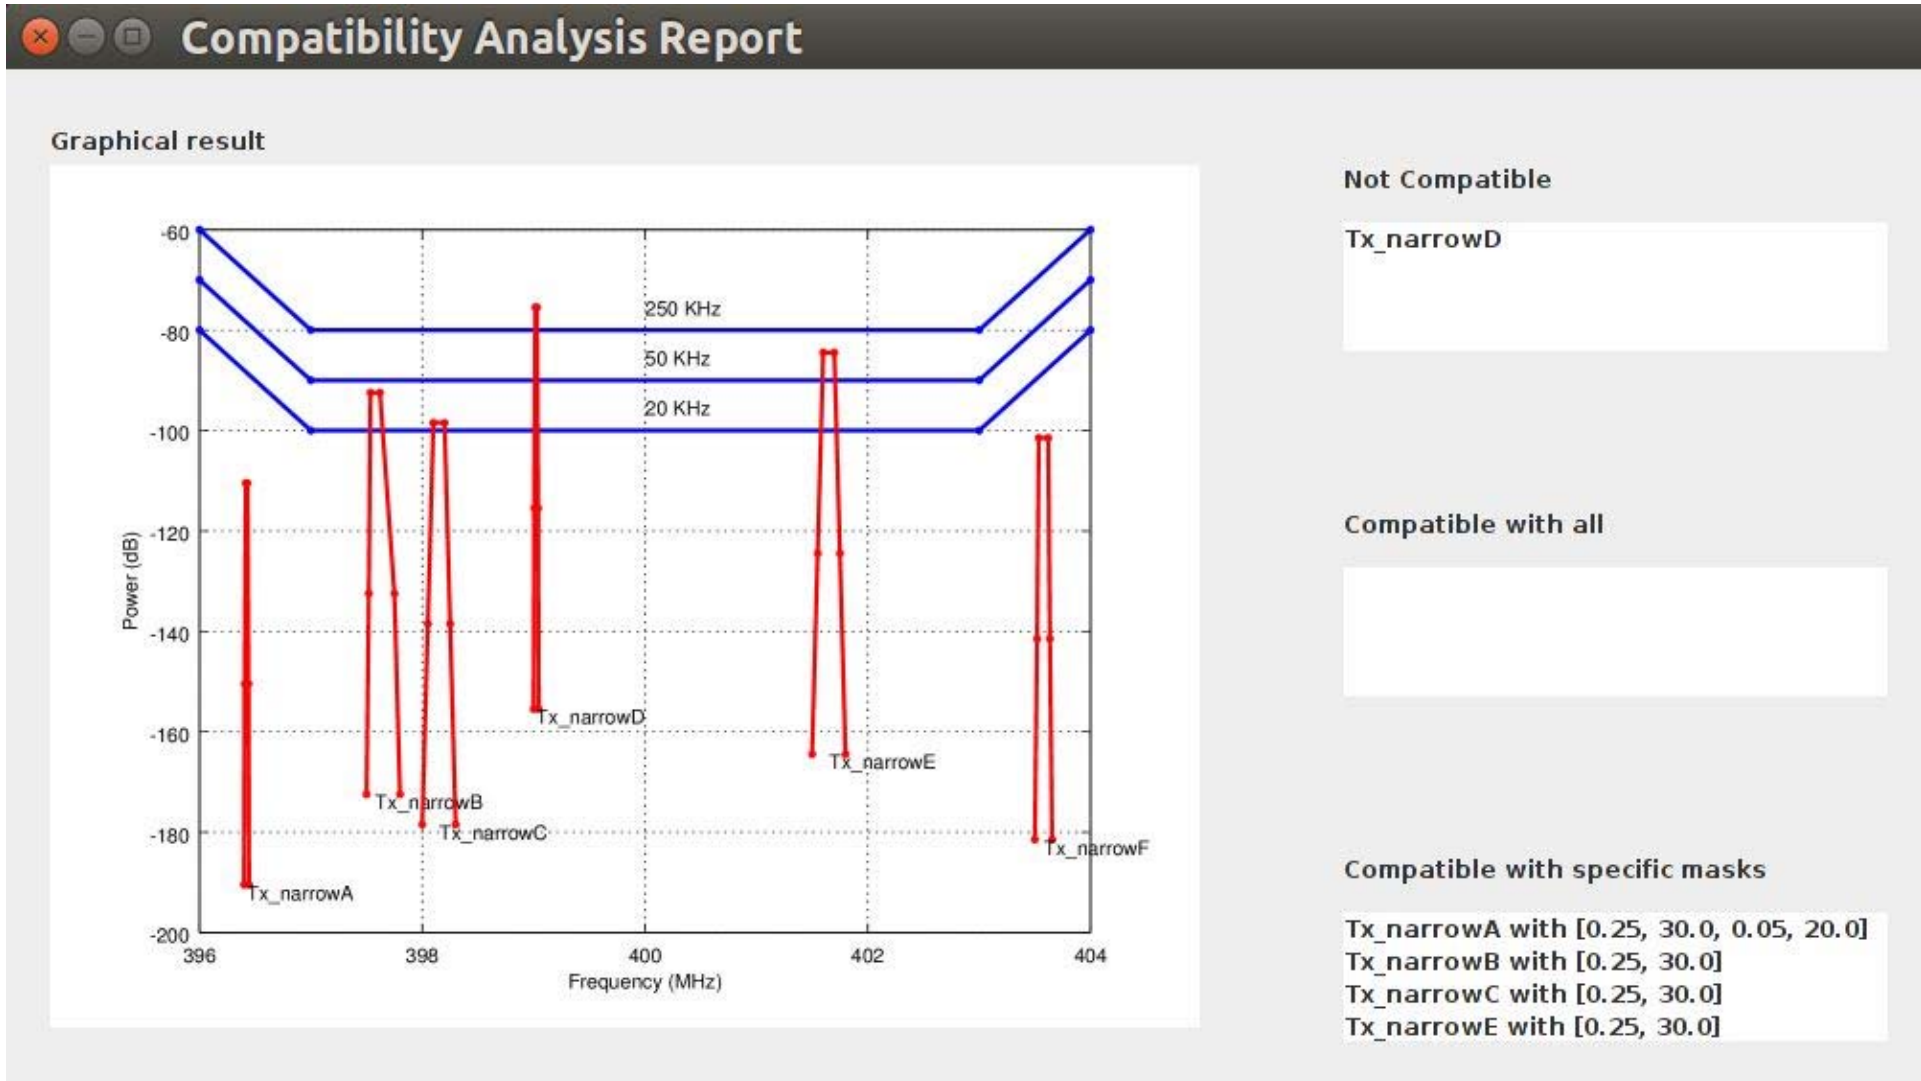 Compatibility Analysis Report
Graphical result
-60
-80
-100
-120
-140
-160
-180
-200
Power (dB)
250 KHz
50 KHz
20 KHz
Tx_narrowD
Tx_narrowE
Tx_narrowB
Tx_narrowC
Tx_narrowF
Tx_narrowA
396
398
400
402
404
Frequency (MHz)
Not Compatible
Tx_narrowD
Compatible with all
Compatible with specific masks
Tx_narrowA with [0.25, 30.0, 0.05, 20.0]
Tx_narrowB with [0.25, 30.0]
Tx_narrowC with [0.25, 30.0]
Tx_narrowE with [0.25, 30.0]